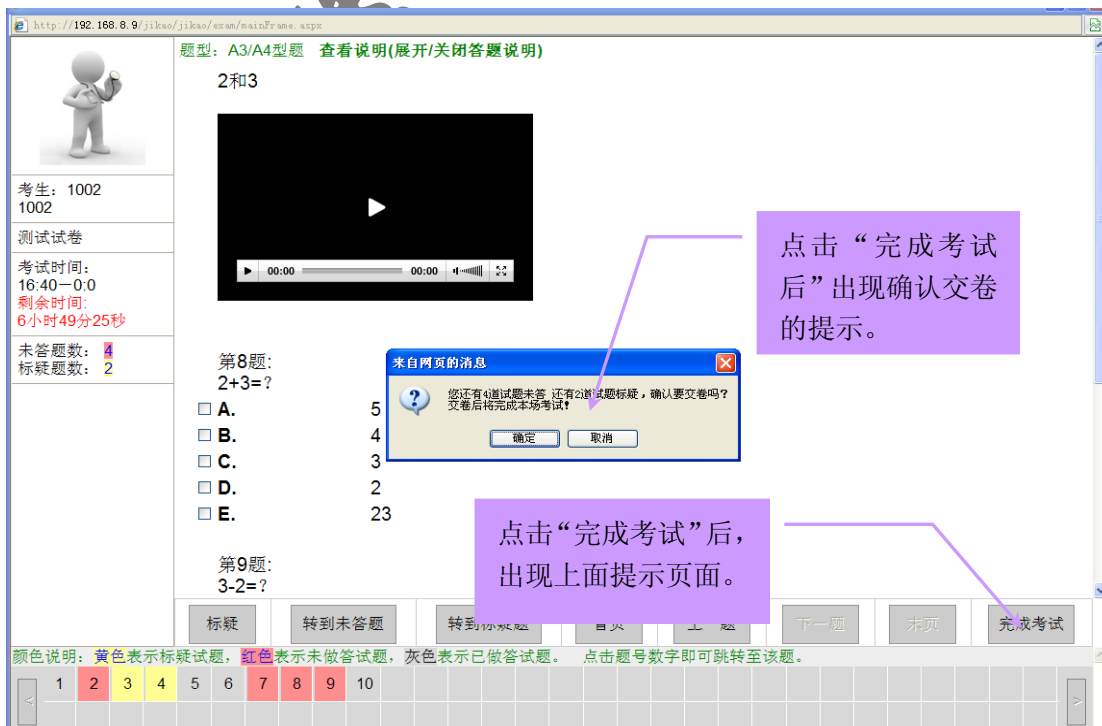 http://192.168.8.9/jikao/jikao/exam/mainFrame.aspx
题型：A3/A4型题 查看说明(展开/关闭答题说明)
2和3
00:00 00:00
考生：1002
1002
测试试卷
考试时间：
16:40－0:0
剩余时间:
6小时49分25秒
未答题数： 4
标疑题数： 2
点击“完成考试
后”出现确认交卷
的提示。
来自网页的消息
您还有4道试题未答 还有2道试题标疑，确认要交卷吗？
交卷后将完成本场考试！
确定 取消
第8题:
2+3=?
A. 5
B. 4
C. 3
D. 2
E. 23
点击“完成考试”后，
出现上面提示页面。
第9题:
3-2=?
标疑 转到未答题 转到标疑题 首页 上一题 下一题 末页 完成考试
颜色说明：黄色表示标疑试题，红色表示未做答试题，灰色表示已做答试题。 点击题号数字即可跳转至该题。
< 1 2 3 4 5 6 7 8 9 10 >